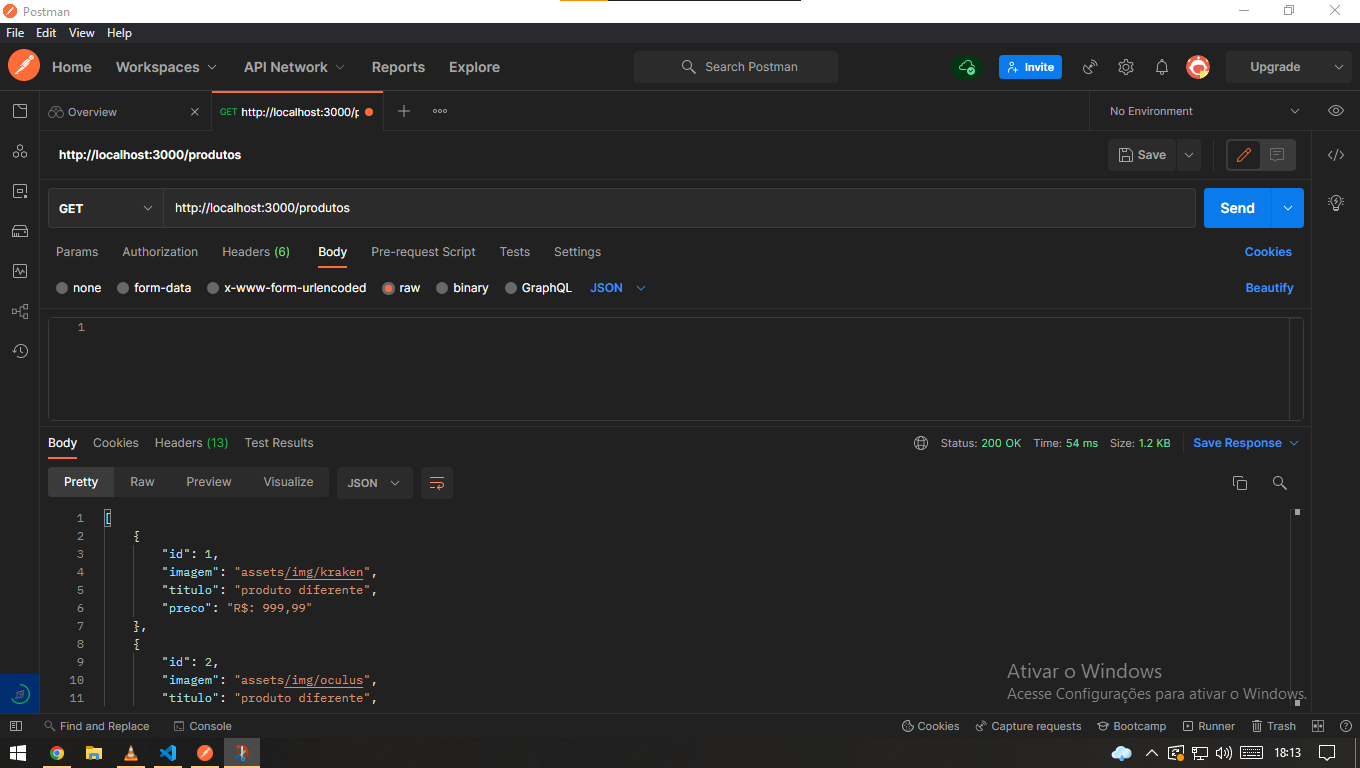 Postman
File Edit View Help
Home Workspaces API Network Reports Explore Search Postman Invite Upgrade
Overview GET http://localhost:3000/p No Environment
http://localhost:3000/produtos Save
GET http://localhost:3000/produtos Send
Params Authorization Headers (6) Body Pre-request Script Tests Settings Cookies
none form-data x-www-form-urlencoded raw binary GraphQL JSON Beautify
1
Body Cookies Headers (13) Test Results Status: 200 OK Time: 54 ms Size: 1.2 KB Save Response
Pretty Raw Preview Visualize JSON
1 [
2 {
3 "id": 1,
4 "imagem": "assets/img/kraken",
5 "titulo": "produto diferente",
6 "preco": "R$: 999,99"
7 },
8 {
9 "id": 2,
10 "imagem": "assets/img/oculus",
11 "titulo": "produto diferente",
Ativar o Windows
Acesse Configurações para ativar o Windows.
Find and Replace Console Cookies Capture requests Bootcamp Runner Trash
18:13